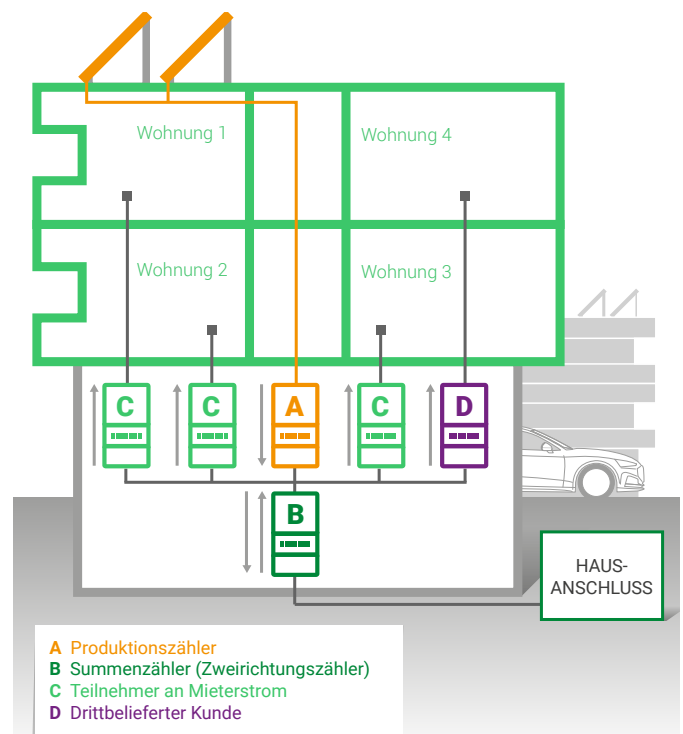 Wohnung 1
Wohnung 4
Wohnung 2
Wohnung 3
C
C
A
C
D
B
HAUS-
ANSCHLUSS
A Produktionszähler
B Summenzähler (Zweirichtungszähler)
C Teilnehmer an Mieterstrom
D Drittbelieferter Kunde